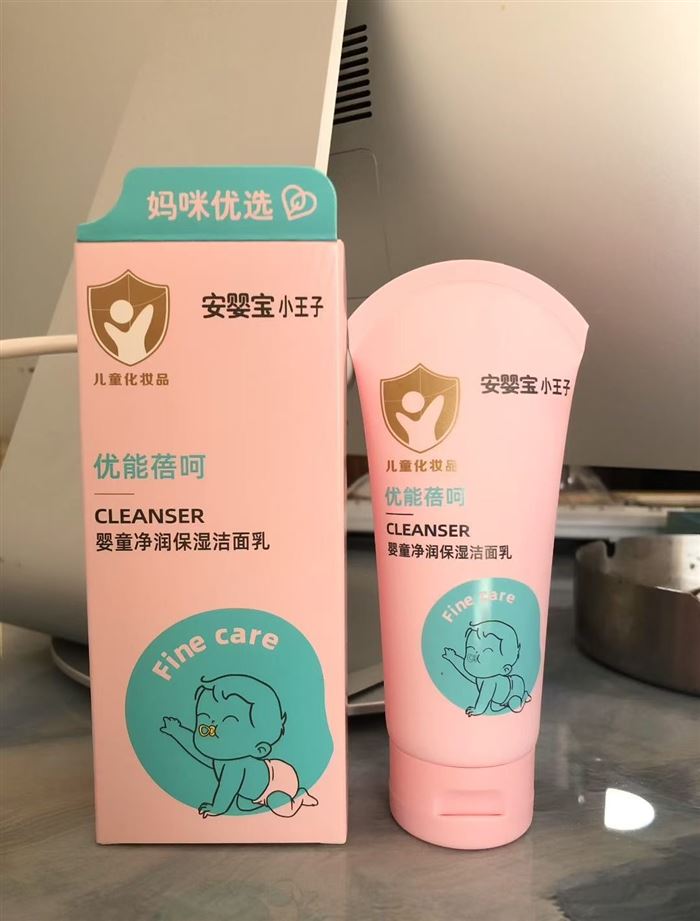 妈咪优选
安婴宝小王子
儿童化妆品
优能蓓呵
CLEANSER
婴童净润保湿洁面乳
Fine care
安婴宝小王子
儿童化妆品
优能蓓呵
CLEANSER
婴童净润保湿洁面乳
Fine care